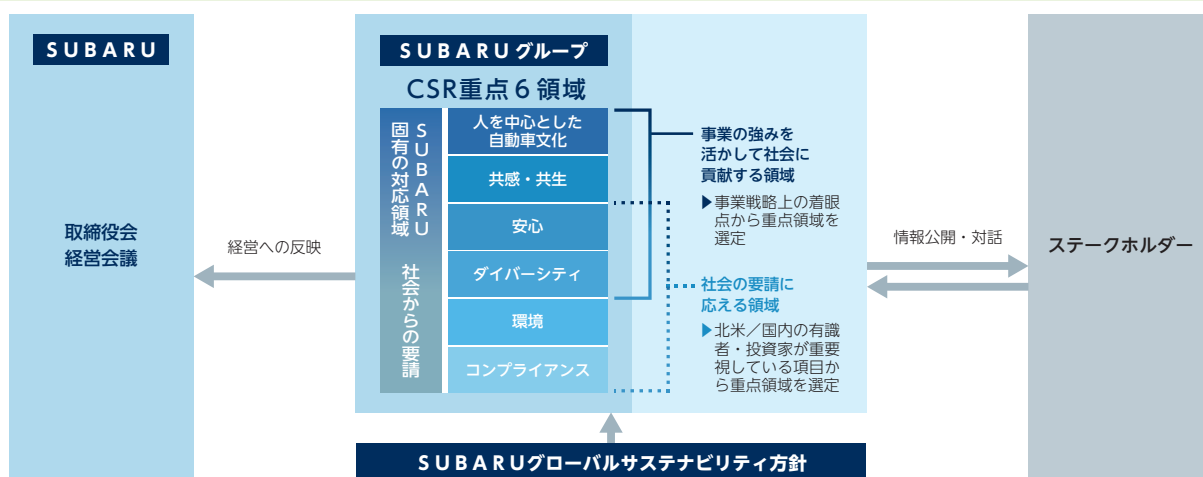 SUBARU
取締役会
経営会議
経営への反映
SUBARUグループ
CSR重点6領域
SUBARU
固有の対応領域
社会からの要請
人を中心とした
自動車文化
共感・共生
安心
ダイバーシティ
環境
コンプライアンス
事業の強みを
活かして社会に
貢献する領域
▶事業戦略上の着眼
点から重点領域を
選定
社会の要請に
応える領域
▶北米／国内の有識
者・投資家が重要
視している項目か
ら重点領域を選定
情報公開・対話
ステークホルダー
SUBARUグローバルサステナビリティ方針